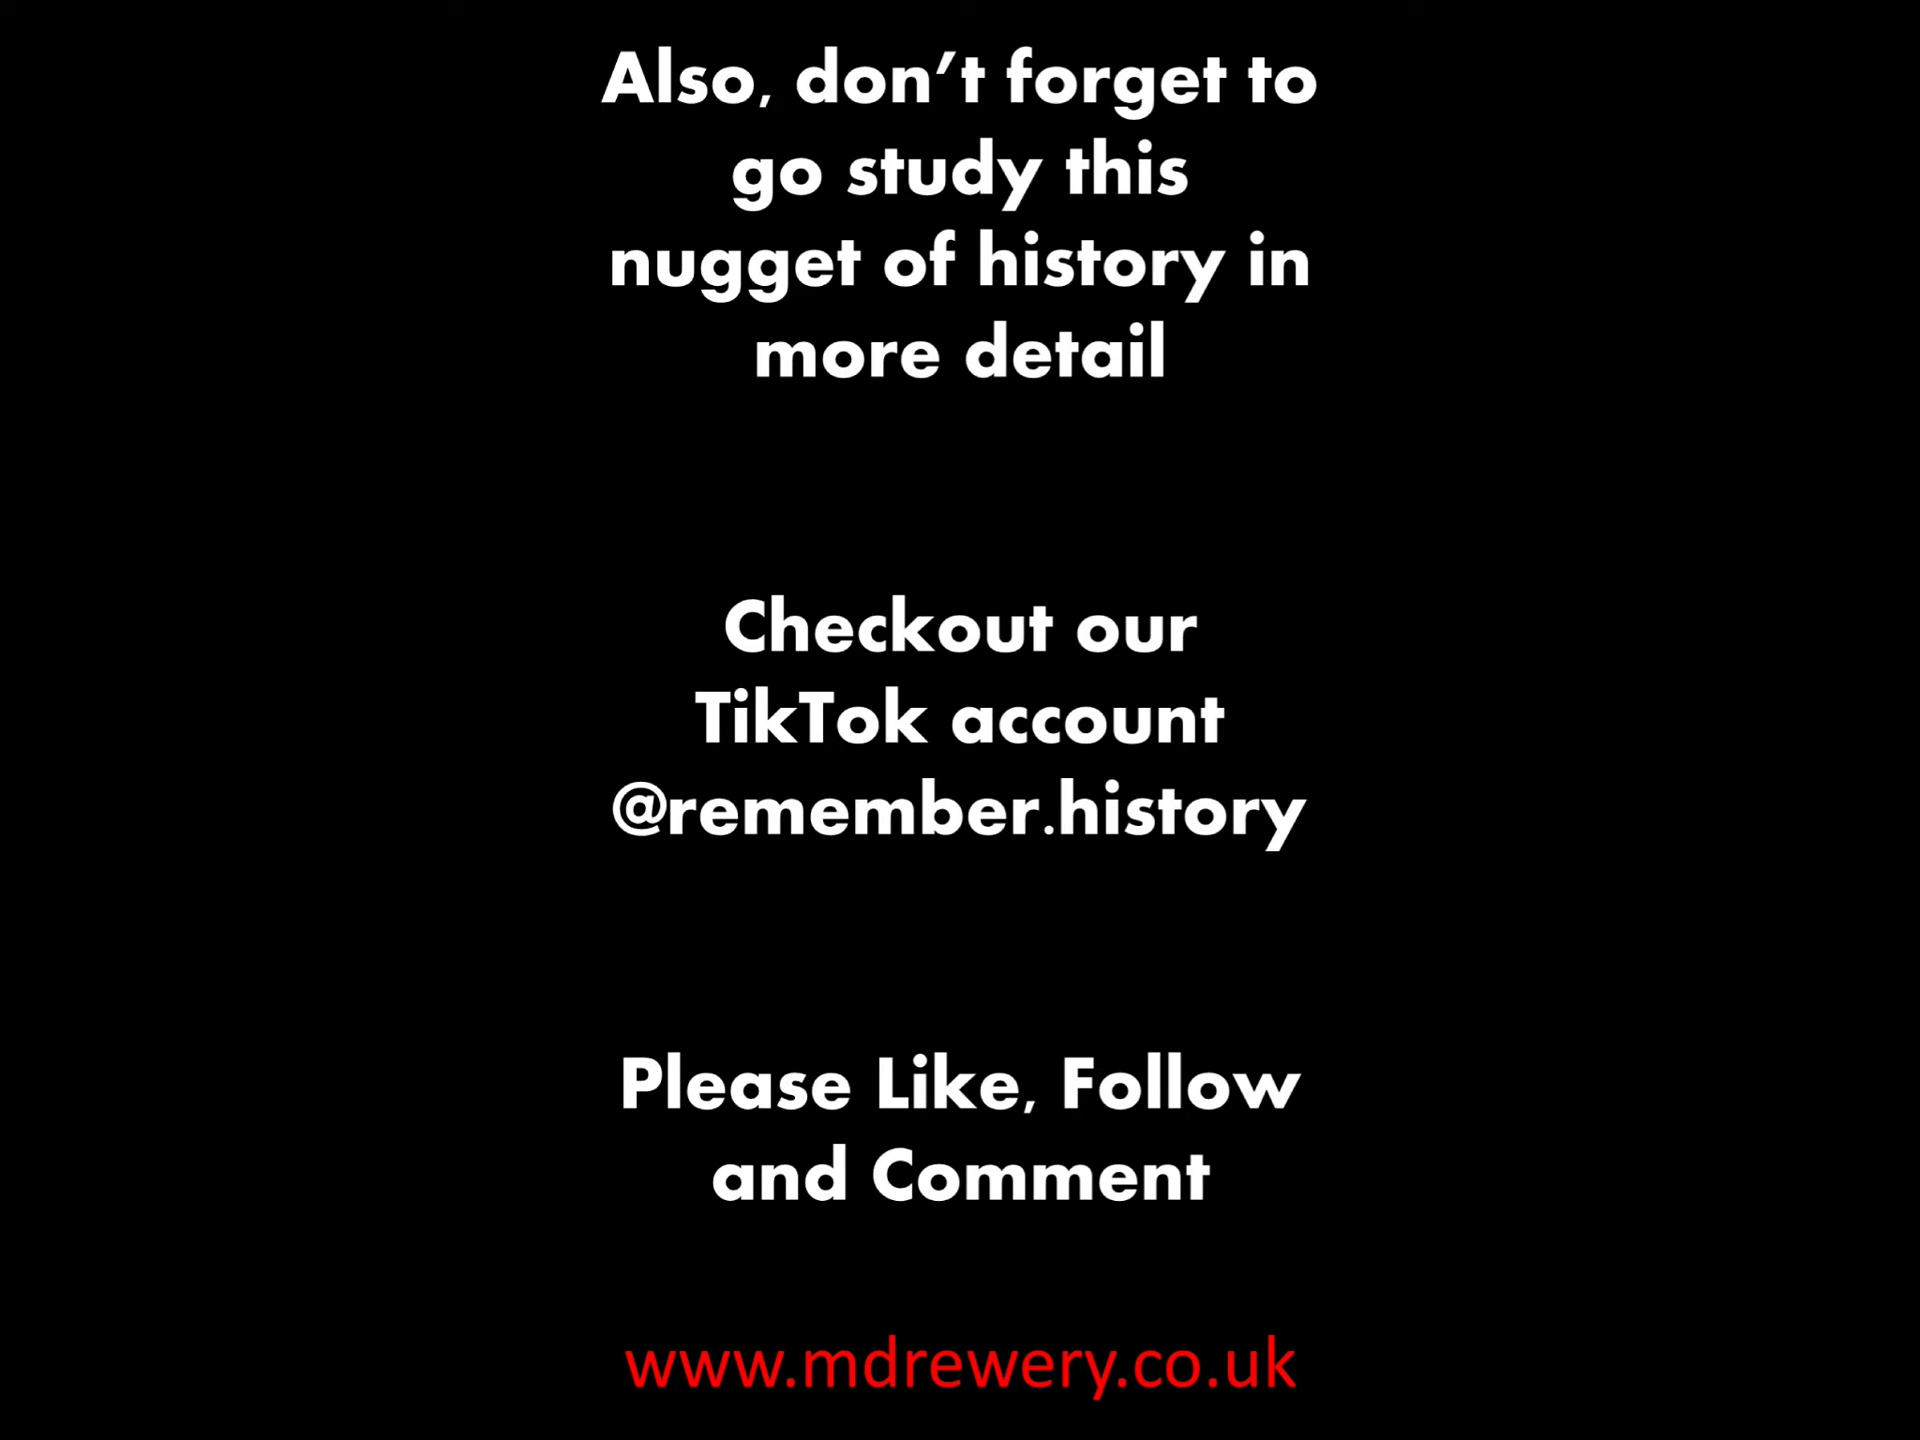 Also, don’t forget to
go study this
nugget of history in
more detail
Checkout our
TikTok account
@remember.history
Please Like, Follow
and Comment
www.mdrewery.co.uk